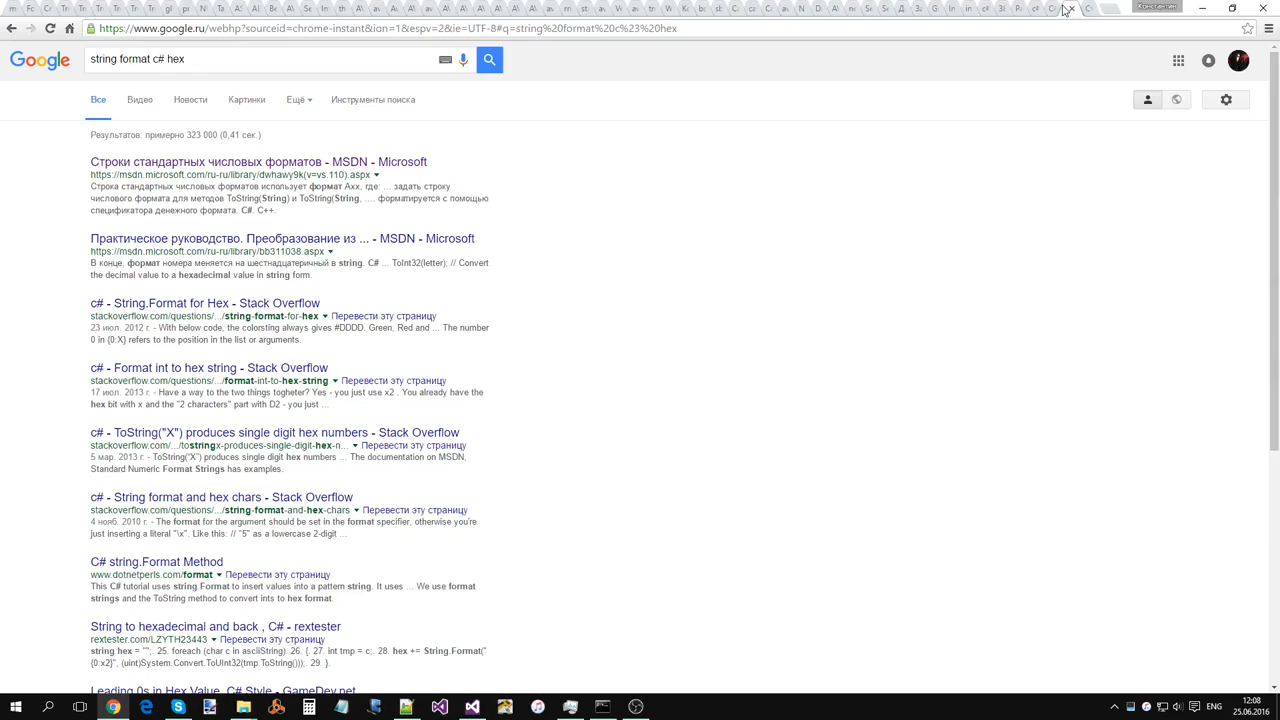 Константин
https://www.google.ru/webhp?sourceid=chrome-instant&ion=1&espv=2&ie=UTF-8#q=string%20format%20c%23%20hex
Google
string format c# hex
Все Видео Новости Картинки Ещё Инструменты поиска
Результатов: примерно 323 000 (0,41 сек.)
Строки стандартных числовых форматов - MSDN - Microsoft
https://msdn.microsoft.com/ru-ru/library/dwhawy9k(v=vs.110).aspx
Строка стандартных числовых форматов использует формат Axx, где: ... задать строку
числового формата для методов ToString(String) и ToString(String, .... форматируется с помощью
спецификатора денежного формата. C#. C++.
Практическое руководство. Преобразование из ... - MSDN - Microsoft
https://msdn.microsoft.com/ru-ru/library/bb311038.aspx
В конце, формат номера меняется на шестнадцатеричный в string. C# ... ToInt32(letter); // Convert
the decimal value to a hexadecimal value in string form.
c# - String.Format for Hex - Stack Overflow
stackoverflow.com/questions/.../string-format-for-hex Перевести эту страницу
23 июл. 2012 г. - With below code, the colorsting always gives #DDDD. Green, Red and ... The number
0 in {0:X} refers to the position in the list or arguments.
c# - Format int to hex string - Stack Overflow
stackoverflow.com/questions/.../format-int-to-hex-string Перевести эту страницу
17 июл. 2013 г. - Have a way to the two things togheter? Yes - you just use x2 . You already have the
hex bit with x and the "2 characters" part with D2 - you just ...
c# - ToString("X") produces single digit hex numbers - Stack Overflow
stackoverflow.com/.../tostringx-produces-single-digit-hex-n... Перевести эту страницу
5 мар. 2013 г. - ToString("X") produces single digit hex numbers ... The documentation on MSDN,
Standard Numeric Format Strings has examples.
c# - String format and hex chars - Stack Overflow
stackoverflow.com/questions/.../string-format-and-hex-chars Перевести эту страницу
4 нояб. 2010 г. - The format for the argument should be set in the format specifier, otherwise you're
just inserting a literal "\x". Like this: // "5" as a lowercase 2-digit ...
C# string.Format Method
www.dotnetperls.com/format Перевести эту страницу
This C# tutorial uses string.Format to insert values into a pattern string. It uses ... We use format
strings and the ToString method to convert ints to hex format.
String to hexadecimal and back , C# - rextester
rextester.com/LZYTH23443 Перевести эту страницу
string hex = "";. 25. foreach (char c in asciiString). 26. {. 27. int tmp = c;. 28. hex += String.Format("
{0:x2}", (uint)System.Convert.ToUInt32(tmp.ToString()));. 29. }.
Leading 0s in Hex Value, C# Style - GameDev.net
ENG
12:08
25.06.2016